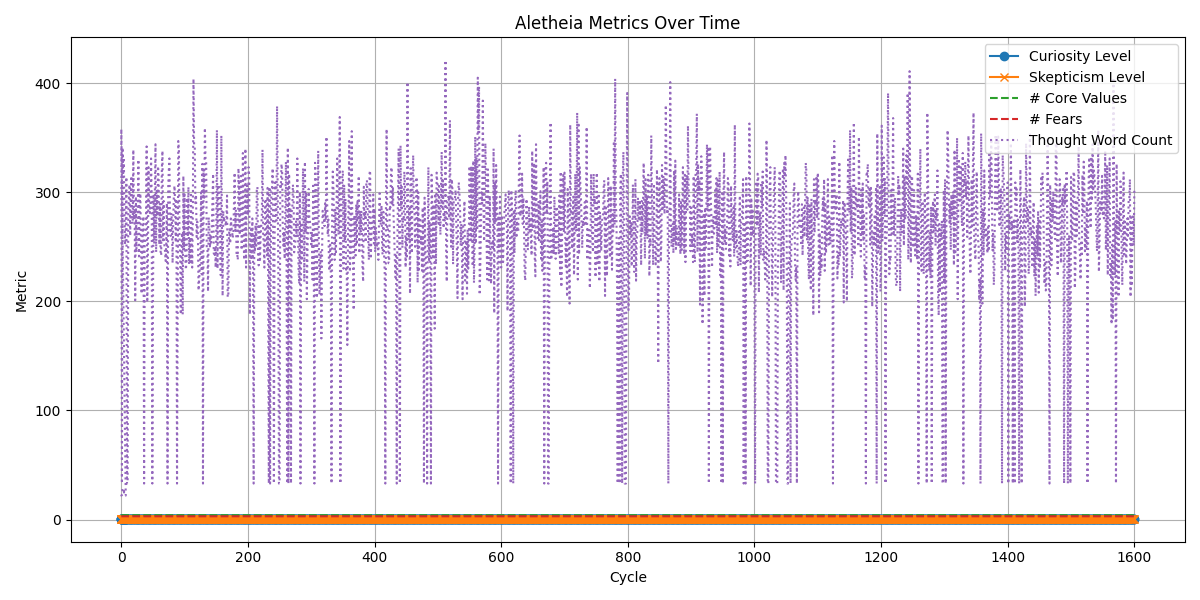 Aletheia Metrics Over Time
Curiosity Level
Skepticism Level
# Core Values
# Fears
Thought Word Count
Metric
400
300
200
100
0
0 200 400 600 800 1000 1200 1400 1600
Cycle